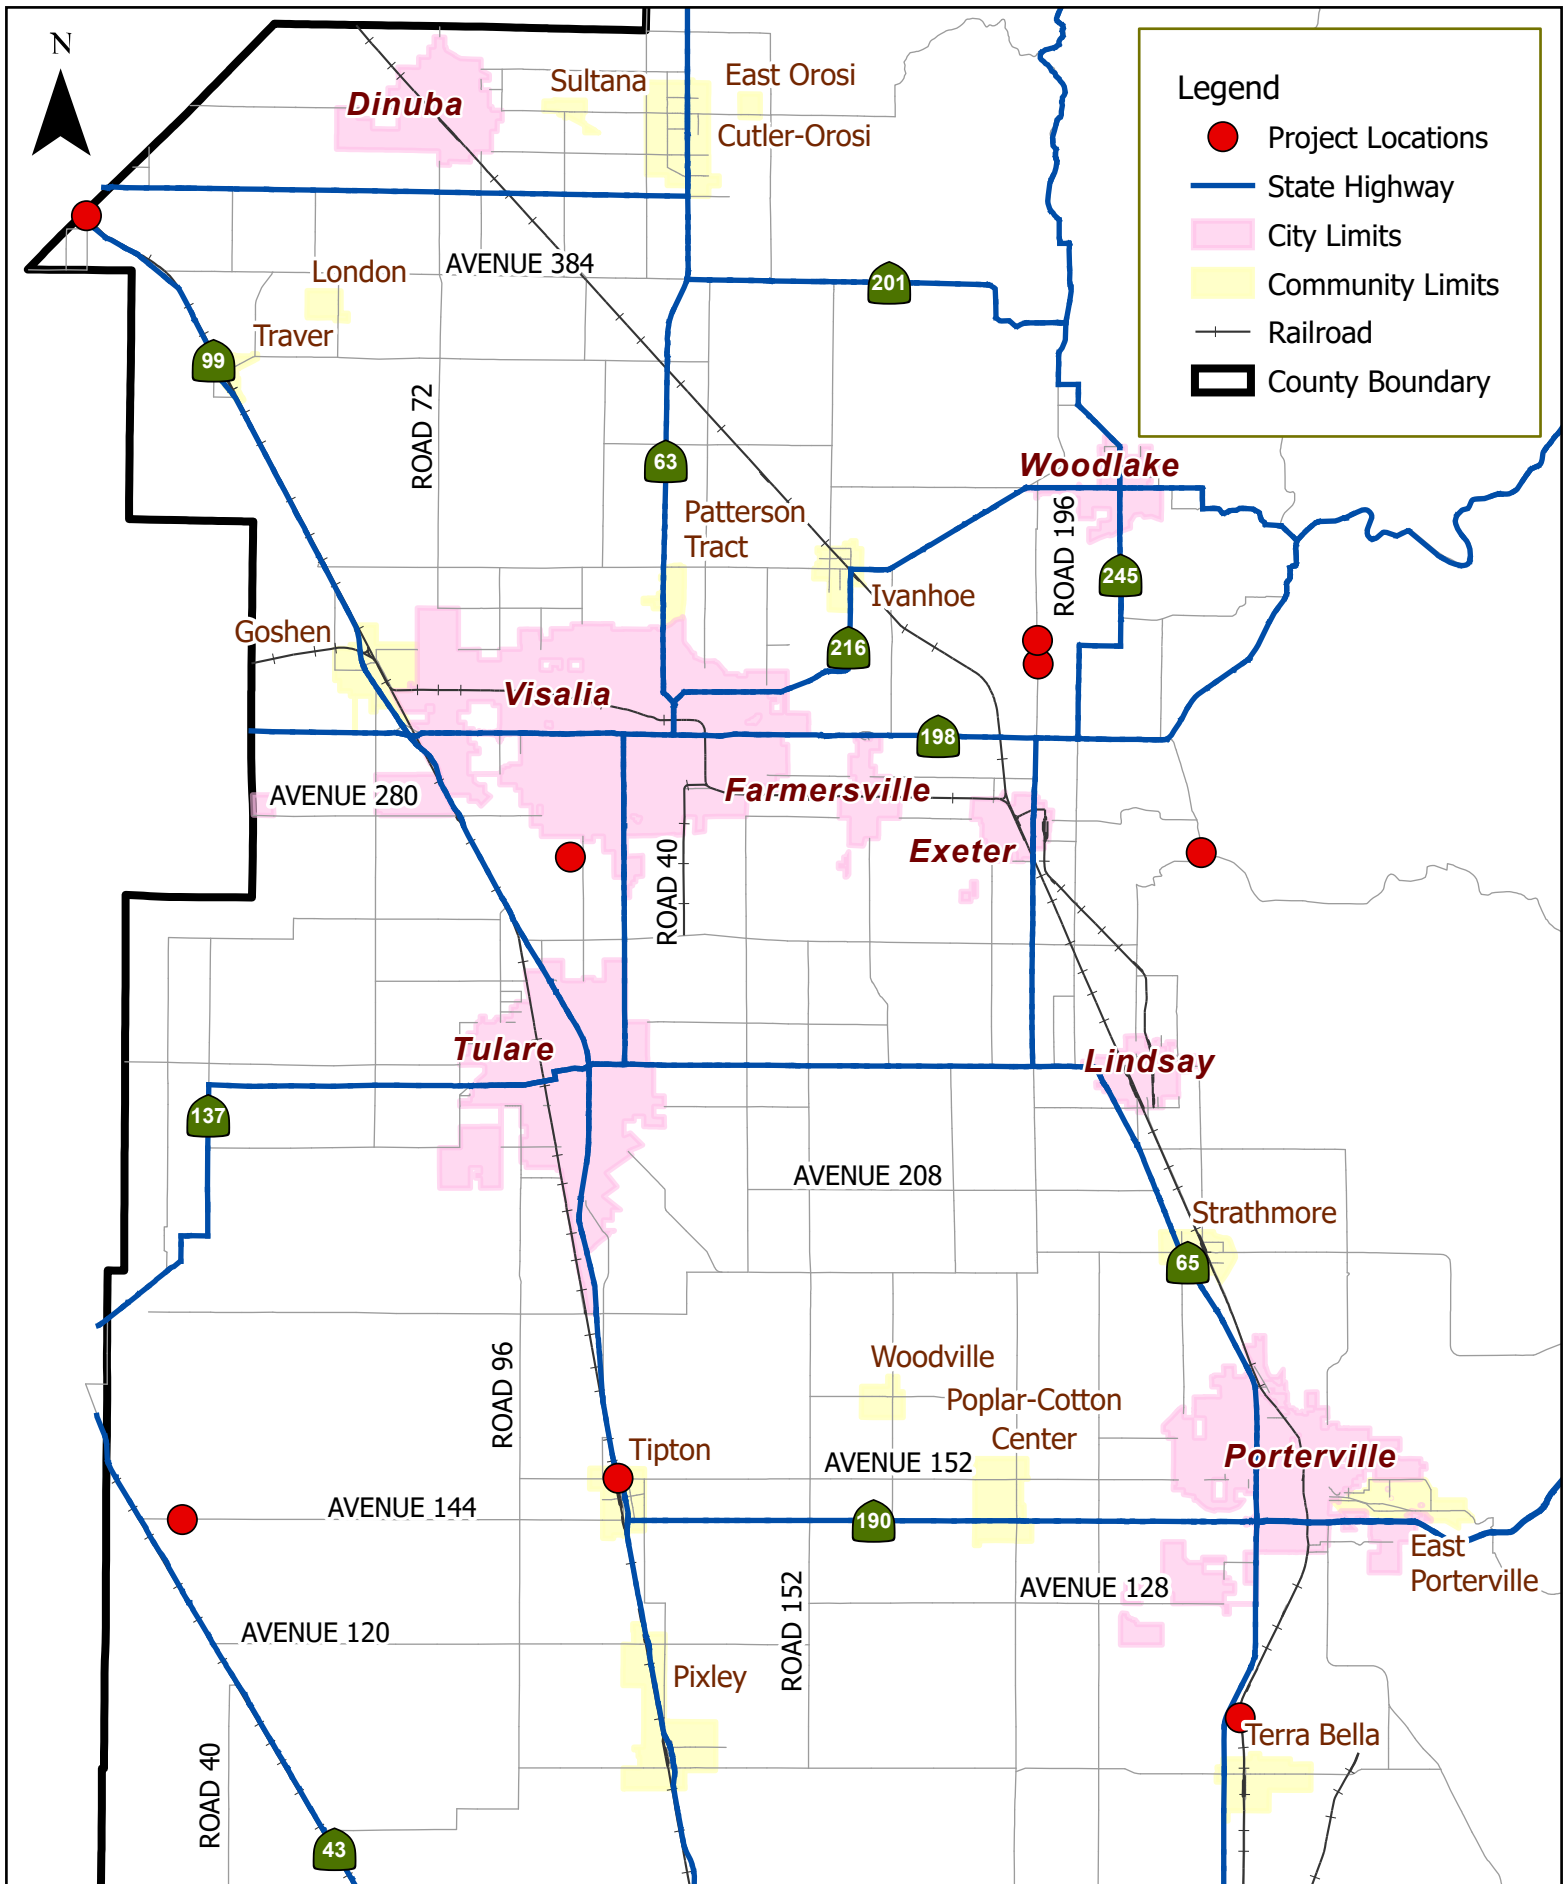 N
Legend
Project Locations
State Highway
City Limits
Community Limits
Railroad
County Boundary
Sultana
East Orosi
Dinuba
Cutler-Orosi
London
AVENUE 384
201
Traver
99
ROAD 72
63
Woodlake
Patterson
Tract
ROAD 196
245
Ivanhoe
Goshen
216
Visalia
198
AVENUE 280
Farmersville
Exeter
ROAD 40
Tulare
Lindsay
137
AVENUE 208
Strathmore
65
ROAD 96
Woodville
Poplar-Cotton
Center
Tipton
AVENUE 152
Porterville
AVENUE 144
190
East
Porterville
AVENUE 128
ROAD 152
AVENUE 120
Pixley
Terra Bella
ROAD 40
43